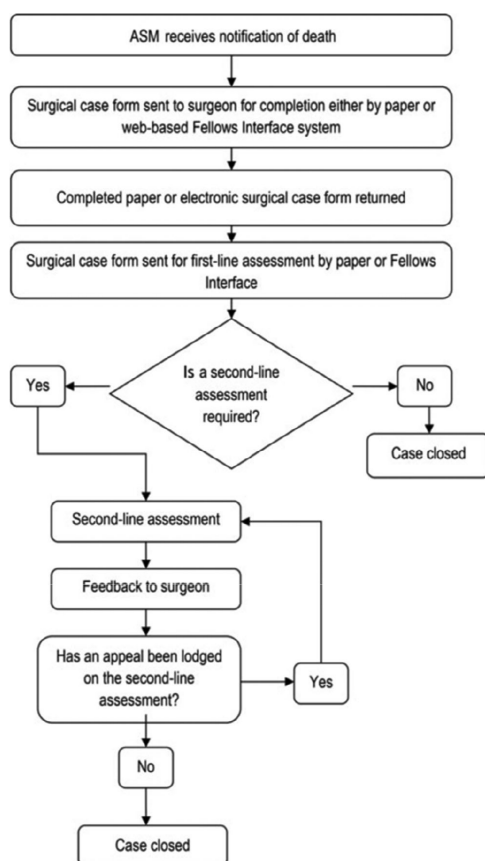 ASM receives notification of death
Surgical case form sent to surgeon for completion either by paper or
web-based Fellows Interface system
Completed paper or electronic surgical case form returned
Surgical case form sent for first-line assessment by paper or Fellows
Interface
Is a second-line
assessment
required?
Yes
No
Case closed
Second-line assessment
Feedback to surgeon
Has an appeal been lodged
on the second-line
assessment?
Yes
No
Case closed